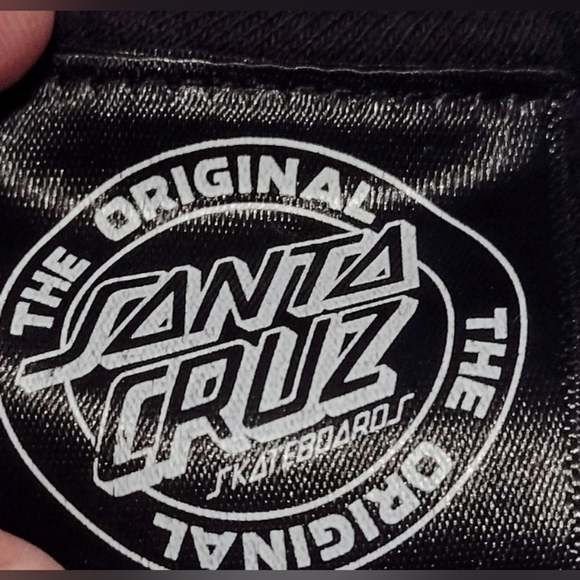 THE ORIGINAL
SANTA
CRUZ
SKATEBOARDS
THE ORIGINAL